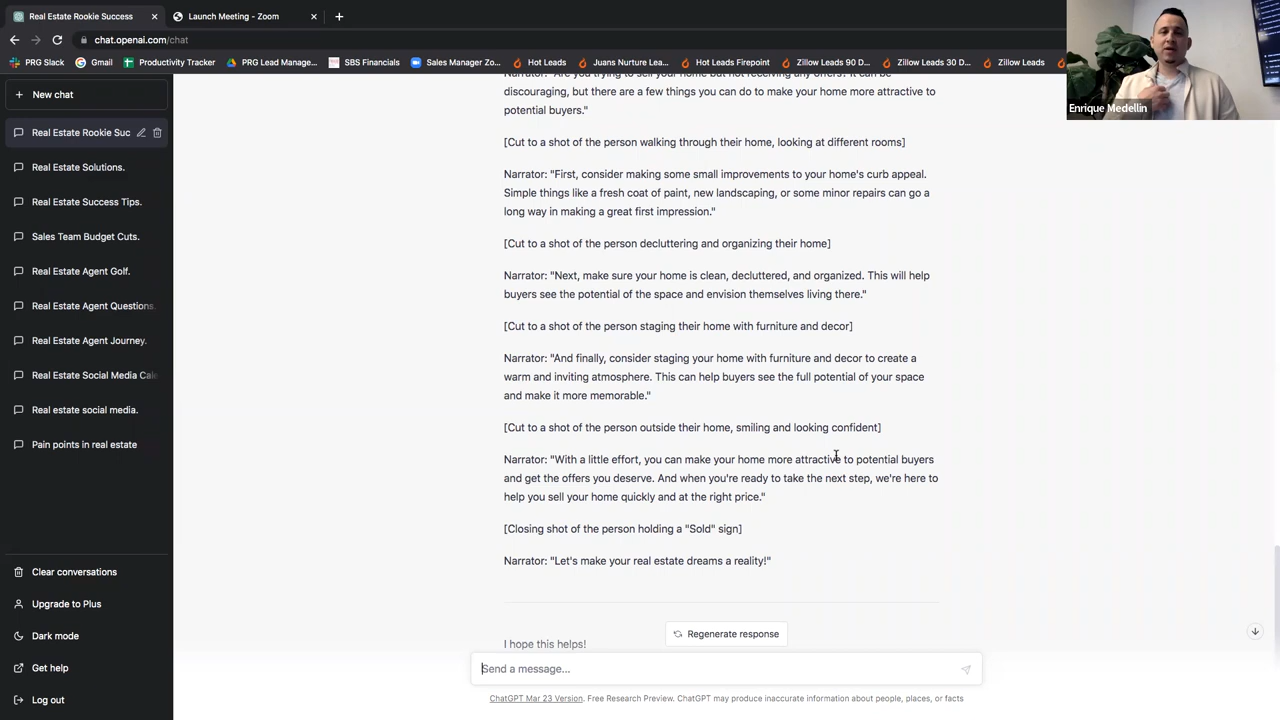 Real Estate Rookie Success
Launch Meeting - Zoom
chat.openai.com/chat
PRG Slack
Gmail
Productivity Tracker
PRG Lead Manage...
SBS Financials
Sales Manager Zo...
Hot Leads
Juans Nurture Lea...
Hot Leads Firepoint
Zillow Leads 90 D...
Zillow Leads 30 D...
Zillow Leads
Enrique Medellin
New chat
Real Estate Rookie Suc
Real Estate Solutions.
Real Estate Success Tips.
Sales Team Budget Cuts.
Real Estate Agent Golf.
Real Estate Agent Questions.
Real Estate Agent Journey.
Real Estate Social Media Cale
Real estate social media.
Pain points in real estate
Clear conversations
Upgrade to Plus
Dark mode
Get help
Log out
Narrator: "Are you trying to sell your home but not receiving any offers? It can be
discouraging, but there are a few things you can do to make your home more attractive to
potential buyers."
[Cut to a shot of the person walking through their home, looking at different rooms]
Narrator: "First, consider making some small improvements to your home's curb appeal.
Simple things like a fresh coat of paint, new landscaping, or some minor repairs can go a
long way in making a great first impression."
[Cut to a shot of the person decluttering and organizing their home]
Narrator: "Next, make sure your home is clean, decluttered, and organized. This will help
buyers see the potential of the space and envision themselves living there."
[Cut to a shot of the person staging their home with furniture and decor]
Narrator: "And finally, consider staging your home with furniture and decor to create a
warm and inviting atmosphere. This can help buyers see the full potential of your space
and make it more memorable."
[Cut to a shot of the person outside their home, smiling and looking confident]
Narrator: "With a little effort, you can make your home more attractive to potential buyers
and get the offers you deserve. And when you're ready to take the next step, we're here to
help you sell your home quickly and at the right price."
[Closing shot of the person holding a "Sold" sign]
Narrator: "Let's make your real estate dreams a reality!"
Regenerate response
I hope this helps!
Send a message...
ChatGPT Mar 23 Version. Free Research Preview. ChatGPT may produce inaccurate information about people, places, or facts